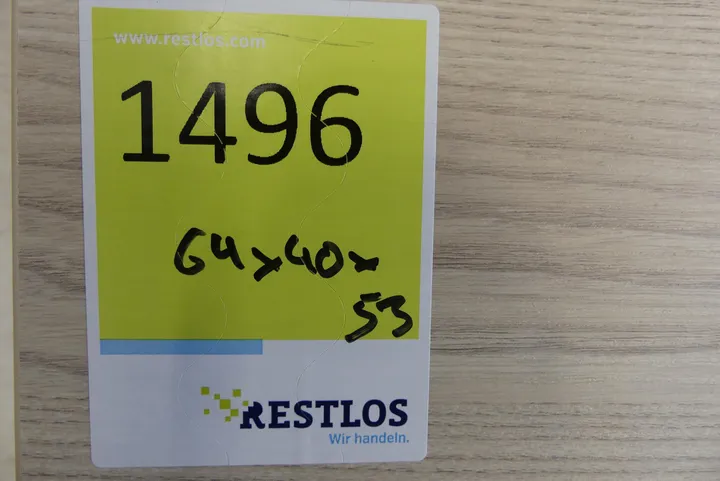 www.restlos.com
1496
64x40x
53
RESTLOS
Wir handeln.